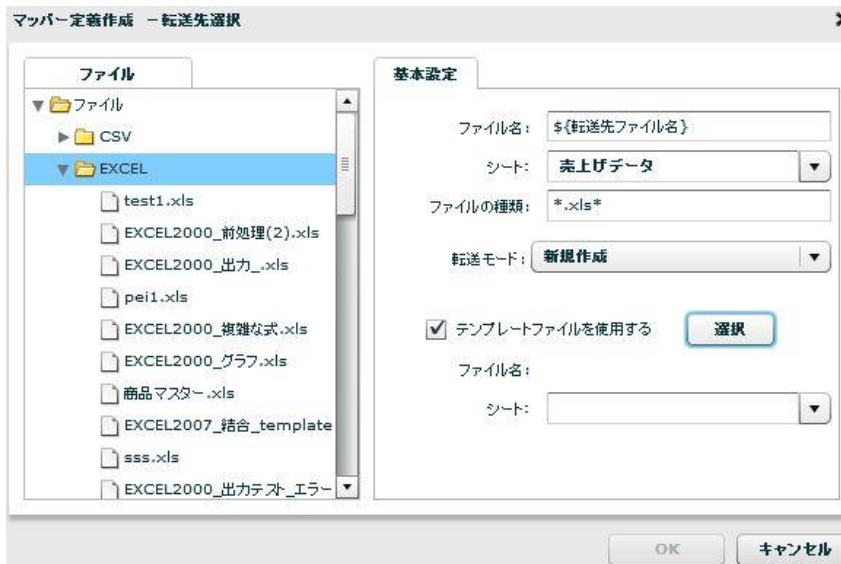 マッパー定義作成 －転送先選択
ファイル
ファイル
CSV
EXCEL
test1.xls
EXCEL2000_前処理(2).xls
EXCEL2000_出力_.xls
pei1.xls
EXCEL2000_複雑な式.xls
EXCEL2000_グラフ.xls
商品マスター.xls
EXCEL2007_結合_template
sss.xls
EXCEL2000_出力テスト_エラー
基本設定
ファイル名: ${転送先ファイル名}
シート: 売上げデータ
ファイルの種類: *.xls*
転送モード: 新規作成
テンプレートファイルを使用する 選択
ファイル名:
シート:
OK キャンセル